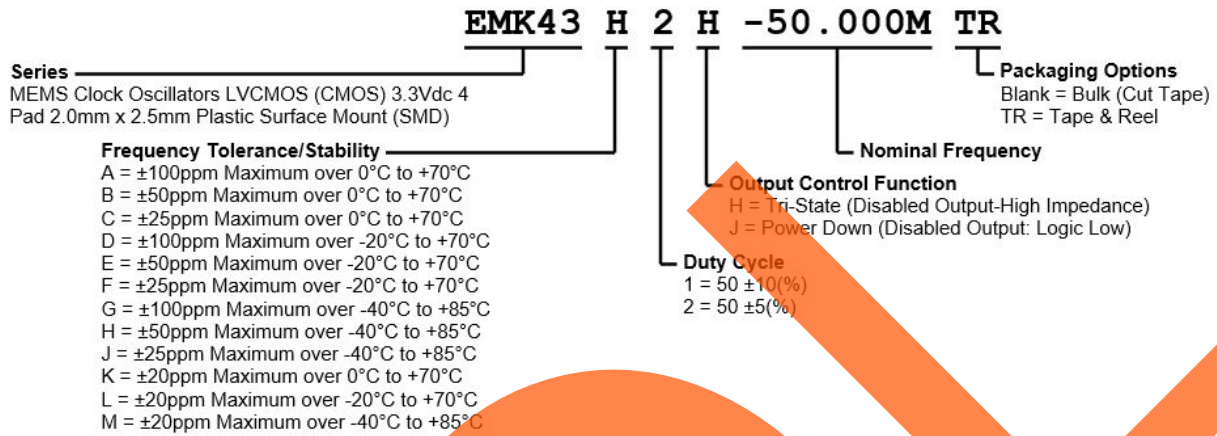 EMK43 H 2 H -50.000M TR
Series
MEMS Clock Oscillators LVCMOS (CMOS) 3.3Vdc 4
Pad 2.0mm x 2.5mm Plastic Surface Mount (SMD)
Packaging Options
Blank = Bulk (Cut Tape)
TR = Tape & Reel
Frequency Tolerance/Stability
A = ±100ppm Maximum over 0°C to +70°C
B = ±50ppm Maximum over 0°C to +70°C
C = ±25ppm Maximum over 0°C to +70°C
D = ±100ppm Maximum over -20°C to +70°C
E = ±50ppm Maximum over -20°C to +70°C
F = ±25ppm Maximum over -20°C to +70°C
G = ±100ppm Maximum over -40°C to +85°C
H = ±50ppm Maximum over -40°C to +85°C
J = ±25ppm Maximum over -40°C to +85°C
K = ±20ppm Maximum over 0°C to +70°C
L = ±20ppm Maximum over -20°C to +70°C
M = ±20ppm Maximum over -40°C to +85°C
Nominal Frequency
Output Control Function
H = Tri-State (Disabled Output-High Impedance)
J = Power Down (Disabled Output: Logic Low)
Duty Cycle
1 = 50 ±10(%)
2 = 50 ±5(%)